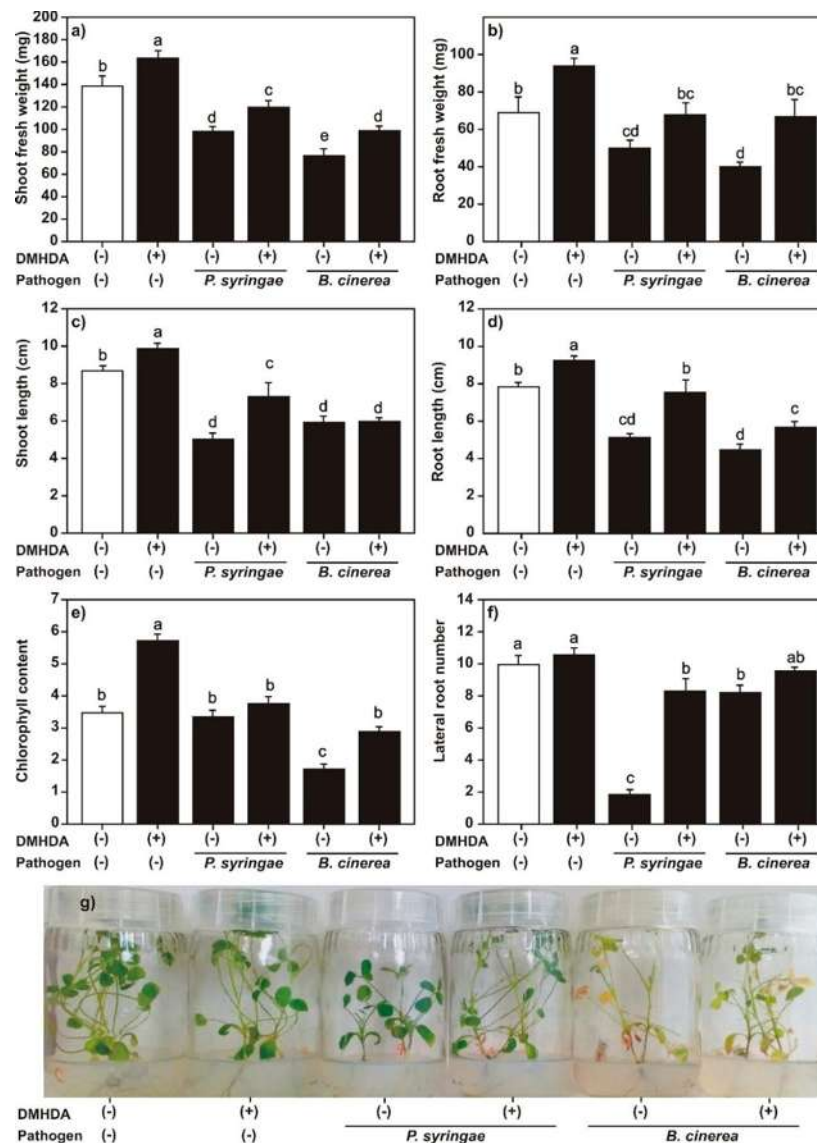 a)
Shoot fresh weight (mg)
200
180
160
140
120
100
80
60
40
20
0
b a d c e d
DMHDA (-) (+) (-) (+) (-) (+)
Pathogen (-) (-) P. syringae B. cinerea
b)
Root fresh weight (mg)
100
80
60
40
20
0
b a cd bc d bc
DMHDA (-) (+) (-) (+) (-) (+)
Pathogen (-) (-) P. syringae B. cinerea
c)
Shoot length (cm)
12
10
8
6
4
2
0
b a d c d d
DMHDA (-) (+) (-) (+) (-) (+)
Pathogen (-) (-) P. syringae B. cinerea
d)
Root length (cm)
12
10
8
6
4
2
0
b a cd b d c
DMHDA (-) (+) (-) (+) (-) (+)
Pathogen (-) (-) P. syringae B. cinerea
e)
Chlorophyll content
7
6
5
4
3
2
1
0
b a b b c b
DMHDA (-) (+) (-) (+) (-) (+)
Pathogen (-) (-) P. syringae B. cinerea
f)
Lateral root number
14
12
10
8
6
4
2
0
a a c b b ab
DMHDA (-) (+) (-) (+) (-) (+)
Pathogen (-) (-) P. syringae B. cinerea
g)
DMHDA (-) (+) (-) (+) (-) (+)
Pathogen (-) (-) P. syringae B. cinerea